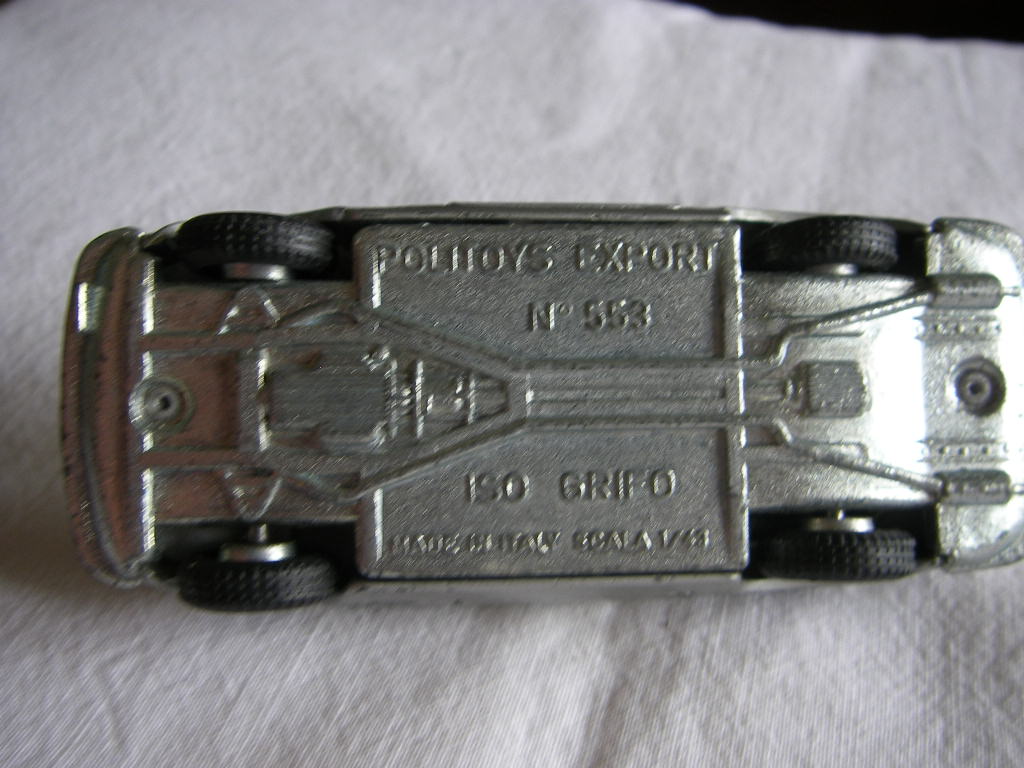 POLITOYS EXPORT
Nº 553
ISO GRIFO
MADE IN ITALY SCALA 1/43